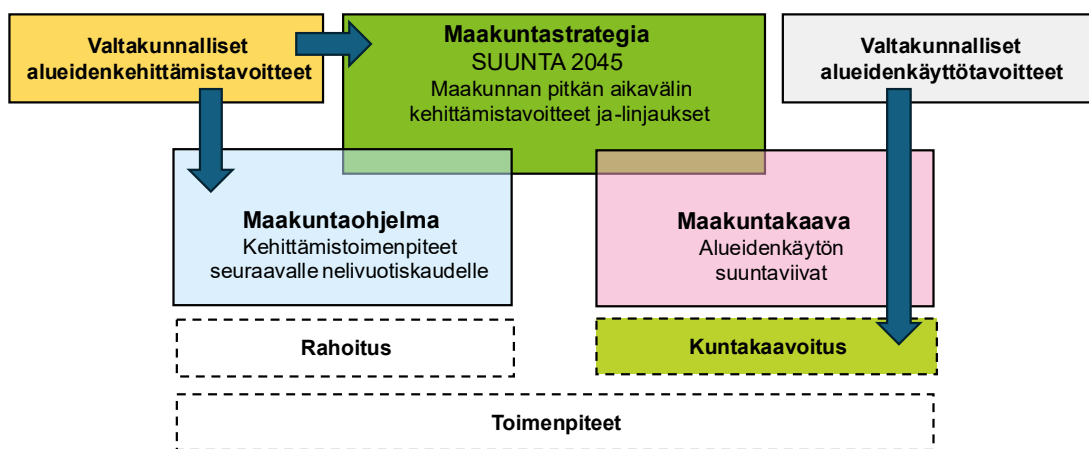 Valtakunnalliset
alueidenkehittämistavoitteet
Maakuntastrategia
SUUNTA 2045
Maakunnan pitkän aikavälin
kehittämistavoitteet ja-linjaukset
Valtakunnalliset
alueidenkäyttötavoitteet
Maakuntaohjelma
Kehittämistoimenpiteet
seuraavalle nelivuotiskaudelle
Maakuntakaava
Alueidenkäytön
suuntaviivat
Rahoitus
Kuntakaavoitus
Toimenpiteet